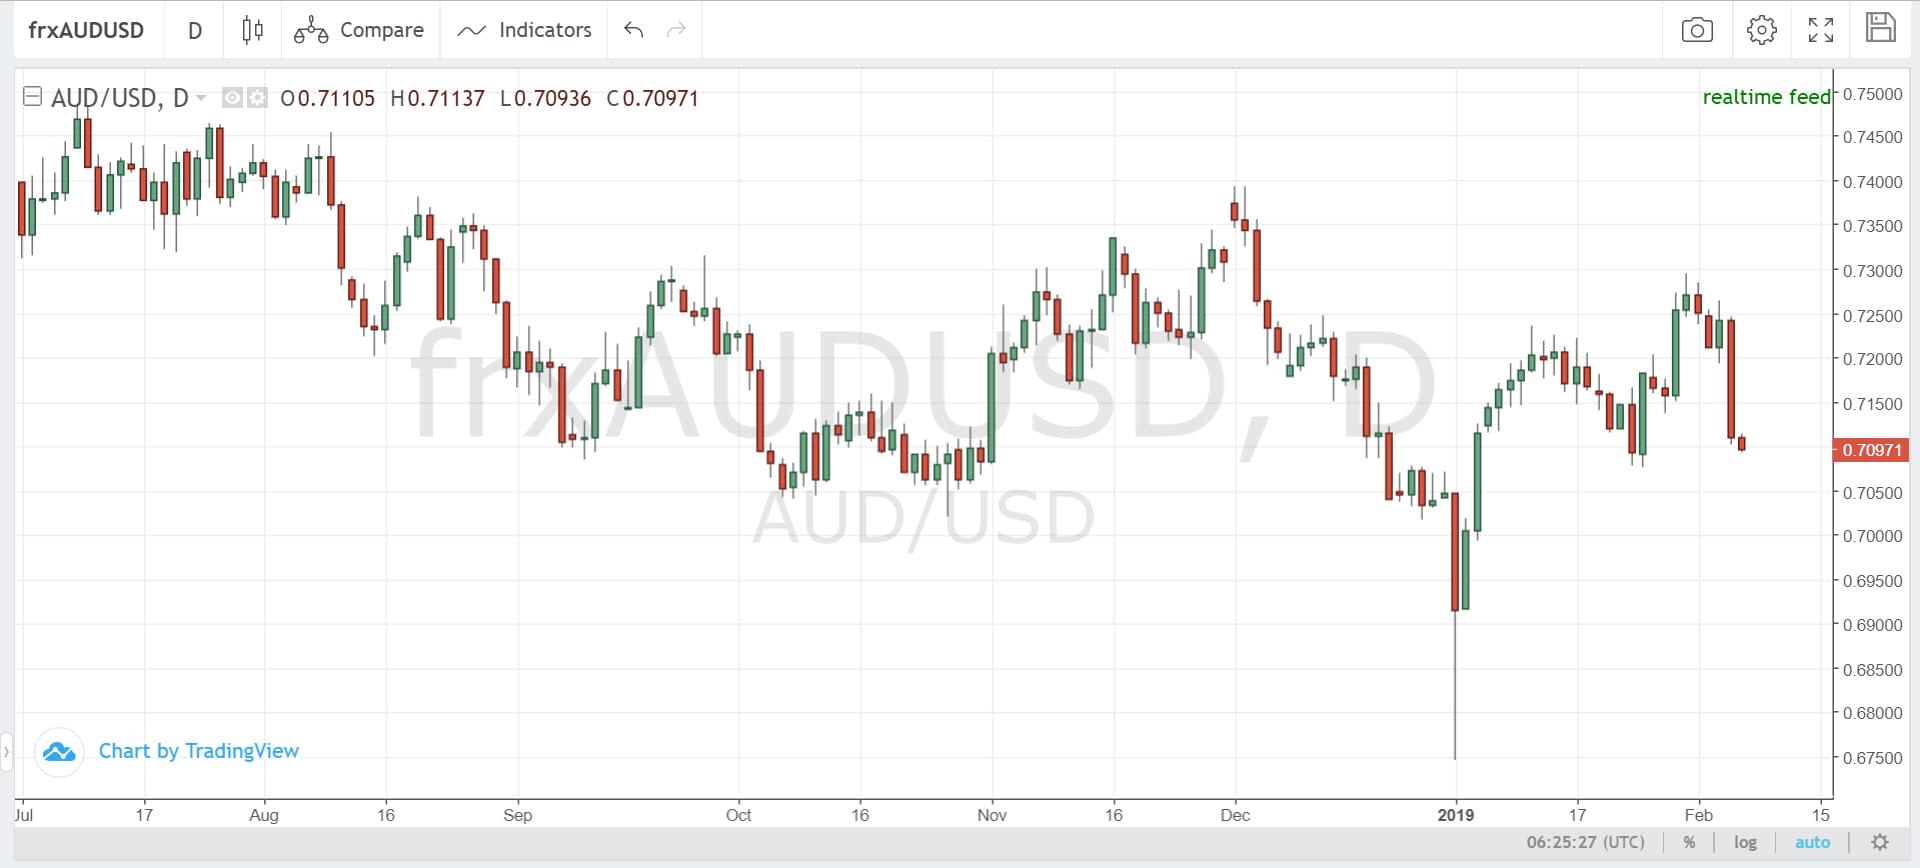 frxAUDUSD D Compare Indicators
AUD/USD, D O0.71105 H0.71137 L0.70936 C0.70971
realtime feed
0.75000
0.74500
0.74000
0.73500
0.73000
0.72500
0.72000
0.71500
0.70971
0.70500
0.70000
0.69500
0.69000
0.68500
0.68000
0.67500
frxAUDUSD, D
AUD/USD
Chart by TradingView
Jul 17 Aug 16 Sep Oct 16 Nov 16 Dec 2019 17 Feb 15
06:25:27 (UTC) % log auto